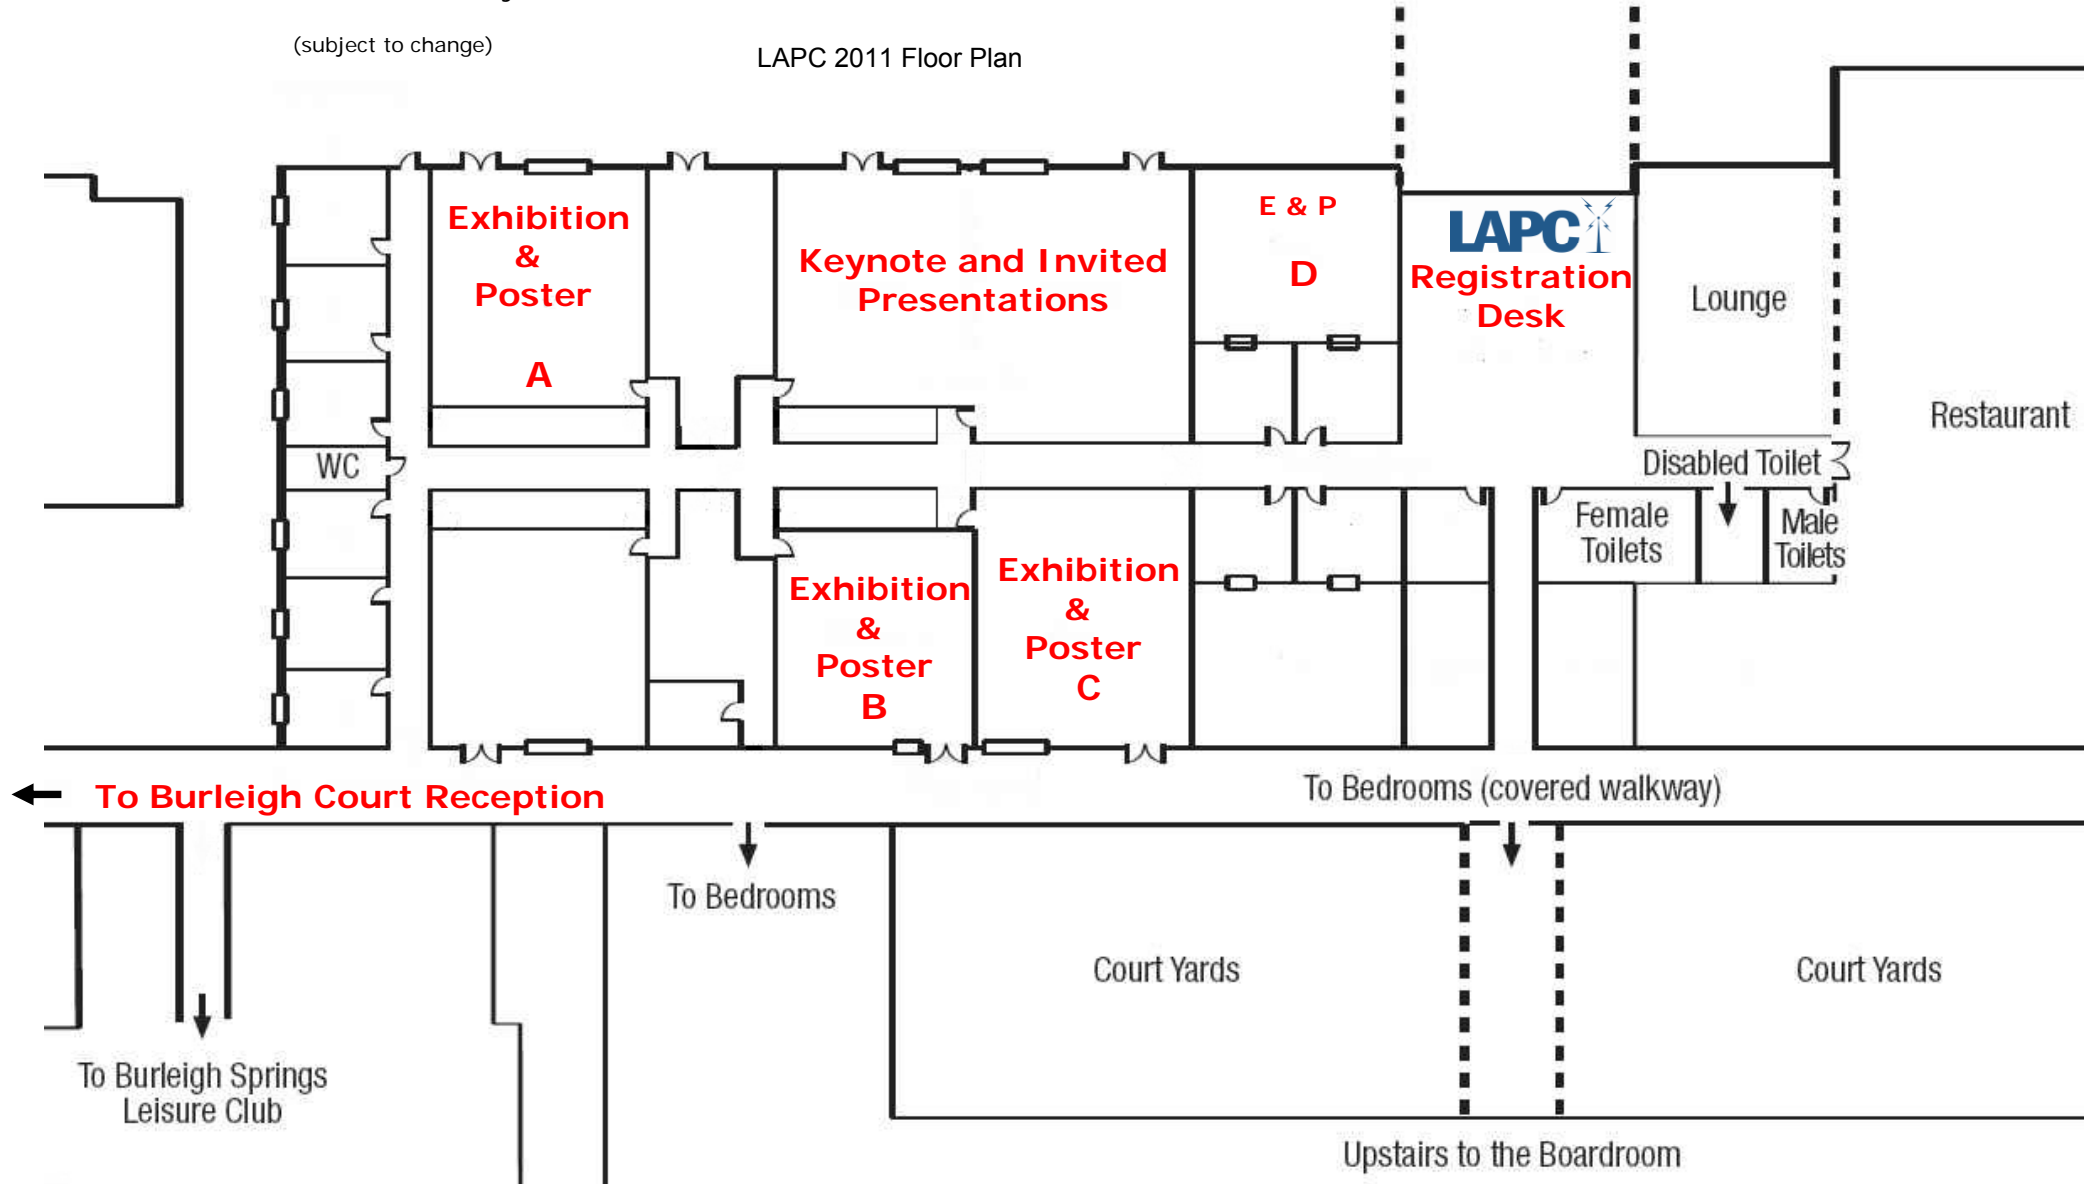 (subject to change)
LAPC 2011 Floor Plan
Exhibition
&
Poster
A
Keynote and Invited
Presentations
E & P
D
LAPC
Registration
Desk
Lounge
Restaurant
WC
Disabled Toilet
Female
Toilets
Male
Toilets
Exhibition
&
Poster
B
Exhibition
&
Poster
C
To Burleigh Court Reception
To Bedrooms (covered walkway)
To Bedrooms
Court Yards
Court Yards
To Burleigh Springs
Leisure Club
Upstairs to the Boardroom